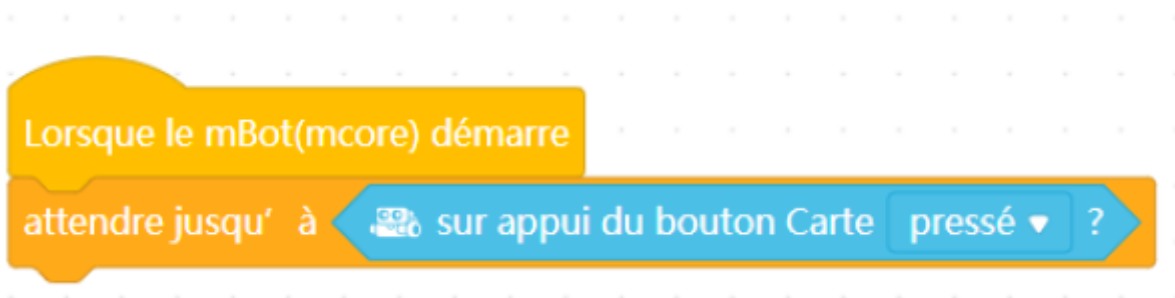 Lorsque le mBot(mcore) démarre
attendre jusqu' à sur appui du bouton Carte pressé ?